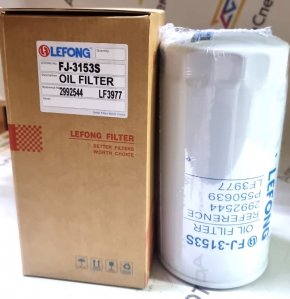 LEFONG
FJ-3153S
OIL FILTER
2992544 LF3977
LEFONG FILTER
BETTER FILTERS
WORTH CHOICE
LEFONG
FJ-3153S
OIL FILTER
REFERENCE
2992544
P550639
LF3977